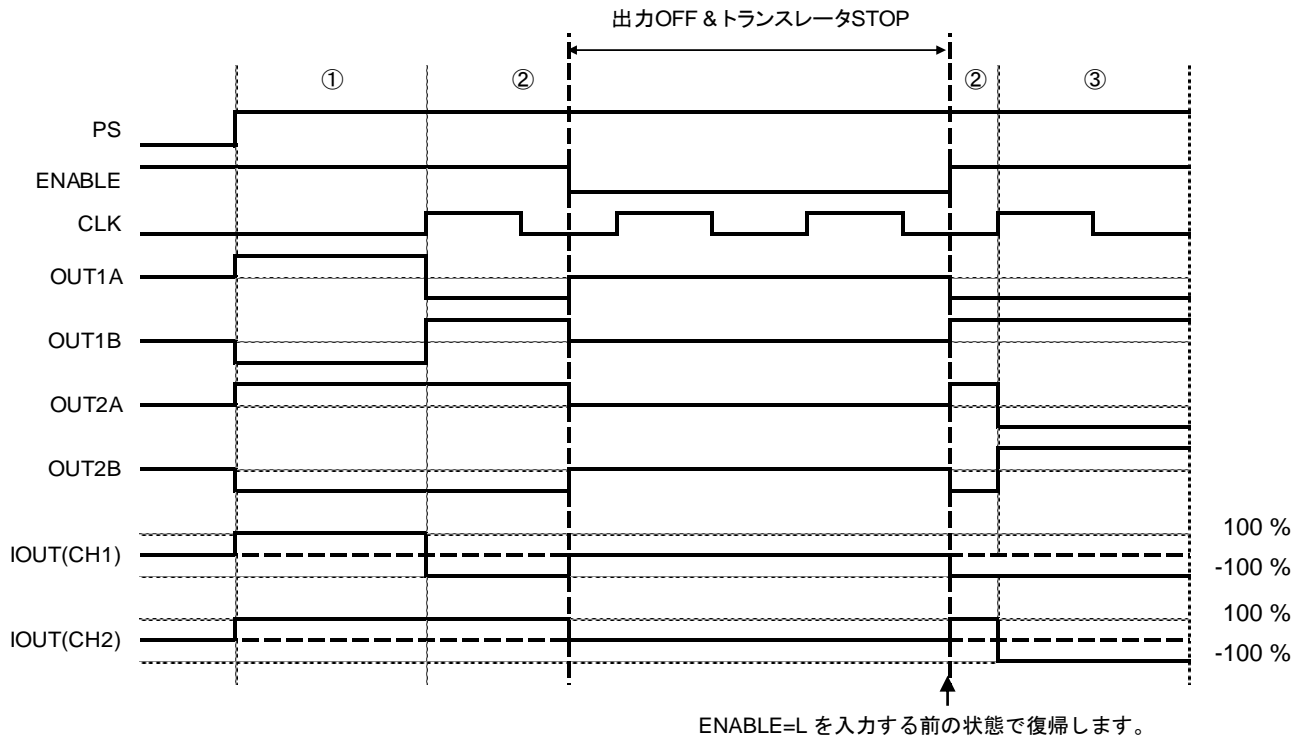 出力OFF & トランスレータSTOP
① ② ② ③
PS
ENABLE
CLK
OUT1A
OUT1B
OUT2A
OUT2B
100 %
IOUT(CH1)
-100 %
100 %
IOUT(CH2)
-100 %
ENABLE=L を入力する前の状態で復帰します。